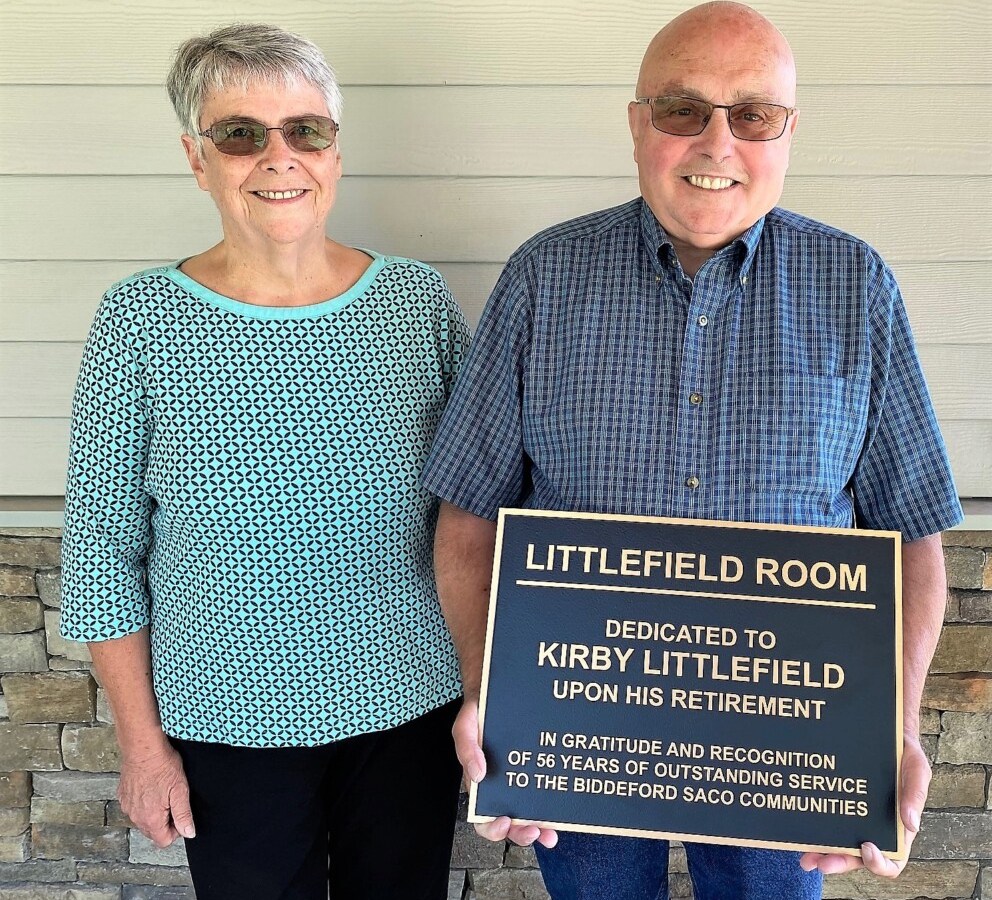 LITTLEFIELD ROOM
DEDICATED TO
KIRBY LITTLEFIELD
UPON HIS RETIREMENT
IN GRATITUDE AND RECOGNITION
OF 56 YEARS OF OUTSTANDING SERVICE
TO THE BIDDEFORD SACO COMMUNITIES